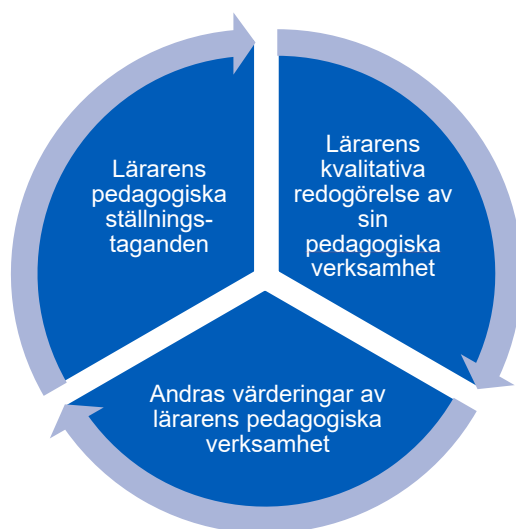 Lärarens
pedagogiska
ställnings-
taganden
Lärarens
kvalitativa
redogörelse av
sin
pedagogiska
verksamhet
Andras värderingar av
lärarens pedagogiska
verksamhet